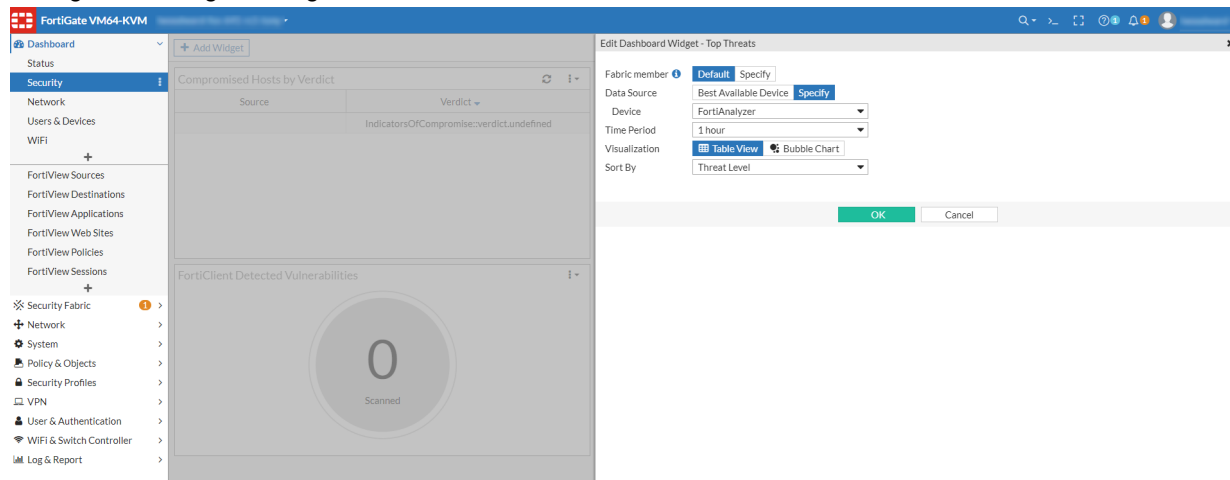 FortiGate VM64-KVM
Dashboard
Status
Security
Network
Users & Devices
WiFi
+
FortiView Sources
FortiView Destinations
FortiView Applications
FortiView Web Sites
FortiView Policies
FortiView Sessions
+
Security Fabric 1
Network
System
Policy & Objects
Security Profiles
VPN
User & Authentication
WiFi & Switch Controller
Log & Report
+ Add Widget
Compromised Hosts by Verdict
Source Verdict
IndicatorsOfCompromise::verdict.undefined
FortiClient Detected Vulnerabilities
0
Scanned
Edit Dashboard Widget - Top Threats
Fabric member Default Specify
Data Source Best Available Device Specify
Device FortiAnalyzer
Time Period 1 hour
Visualization Table View Bubble Chart
Sort By Threat Level
OK Cancel